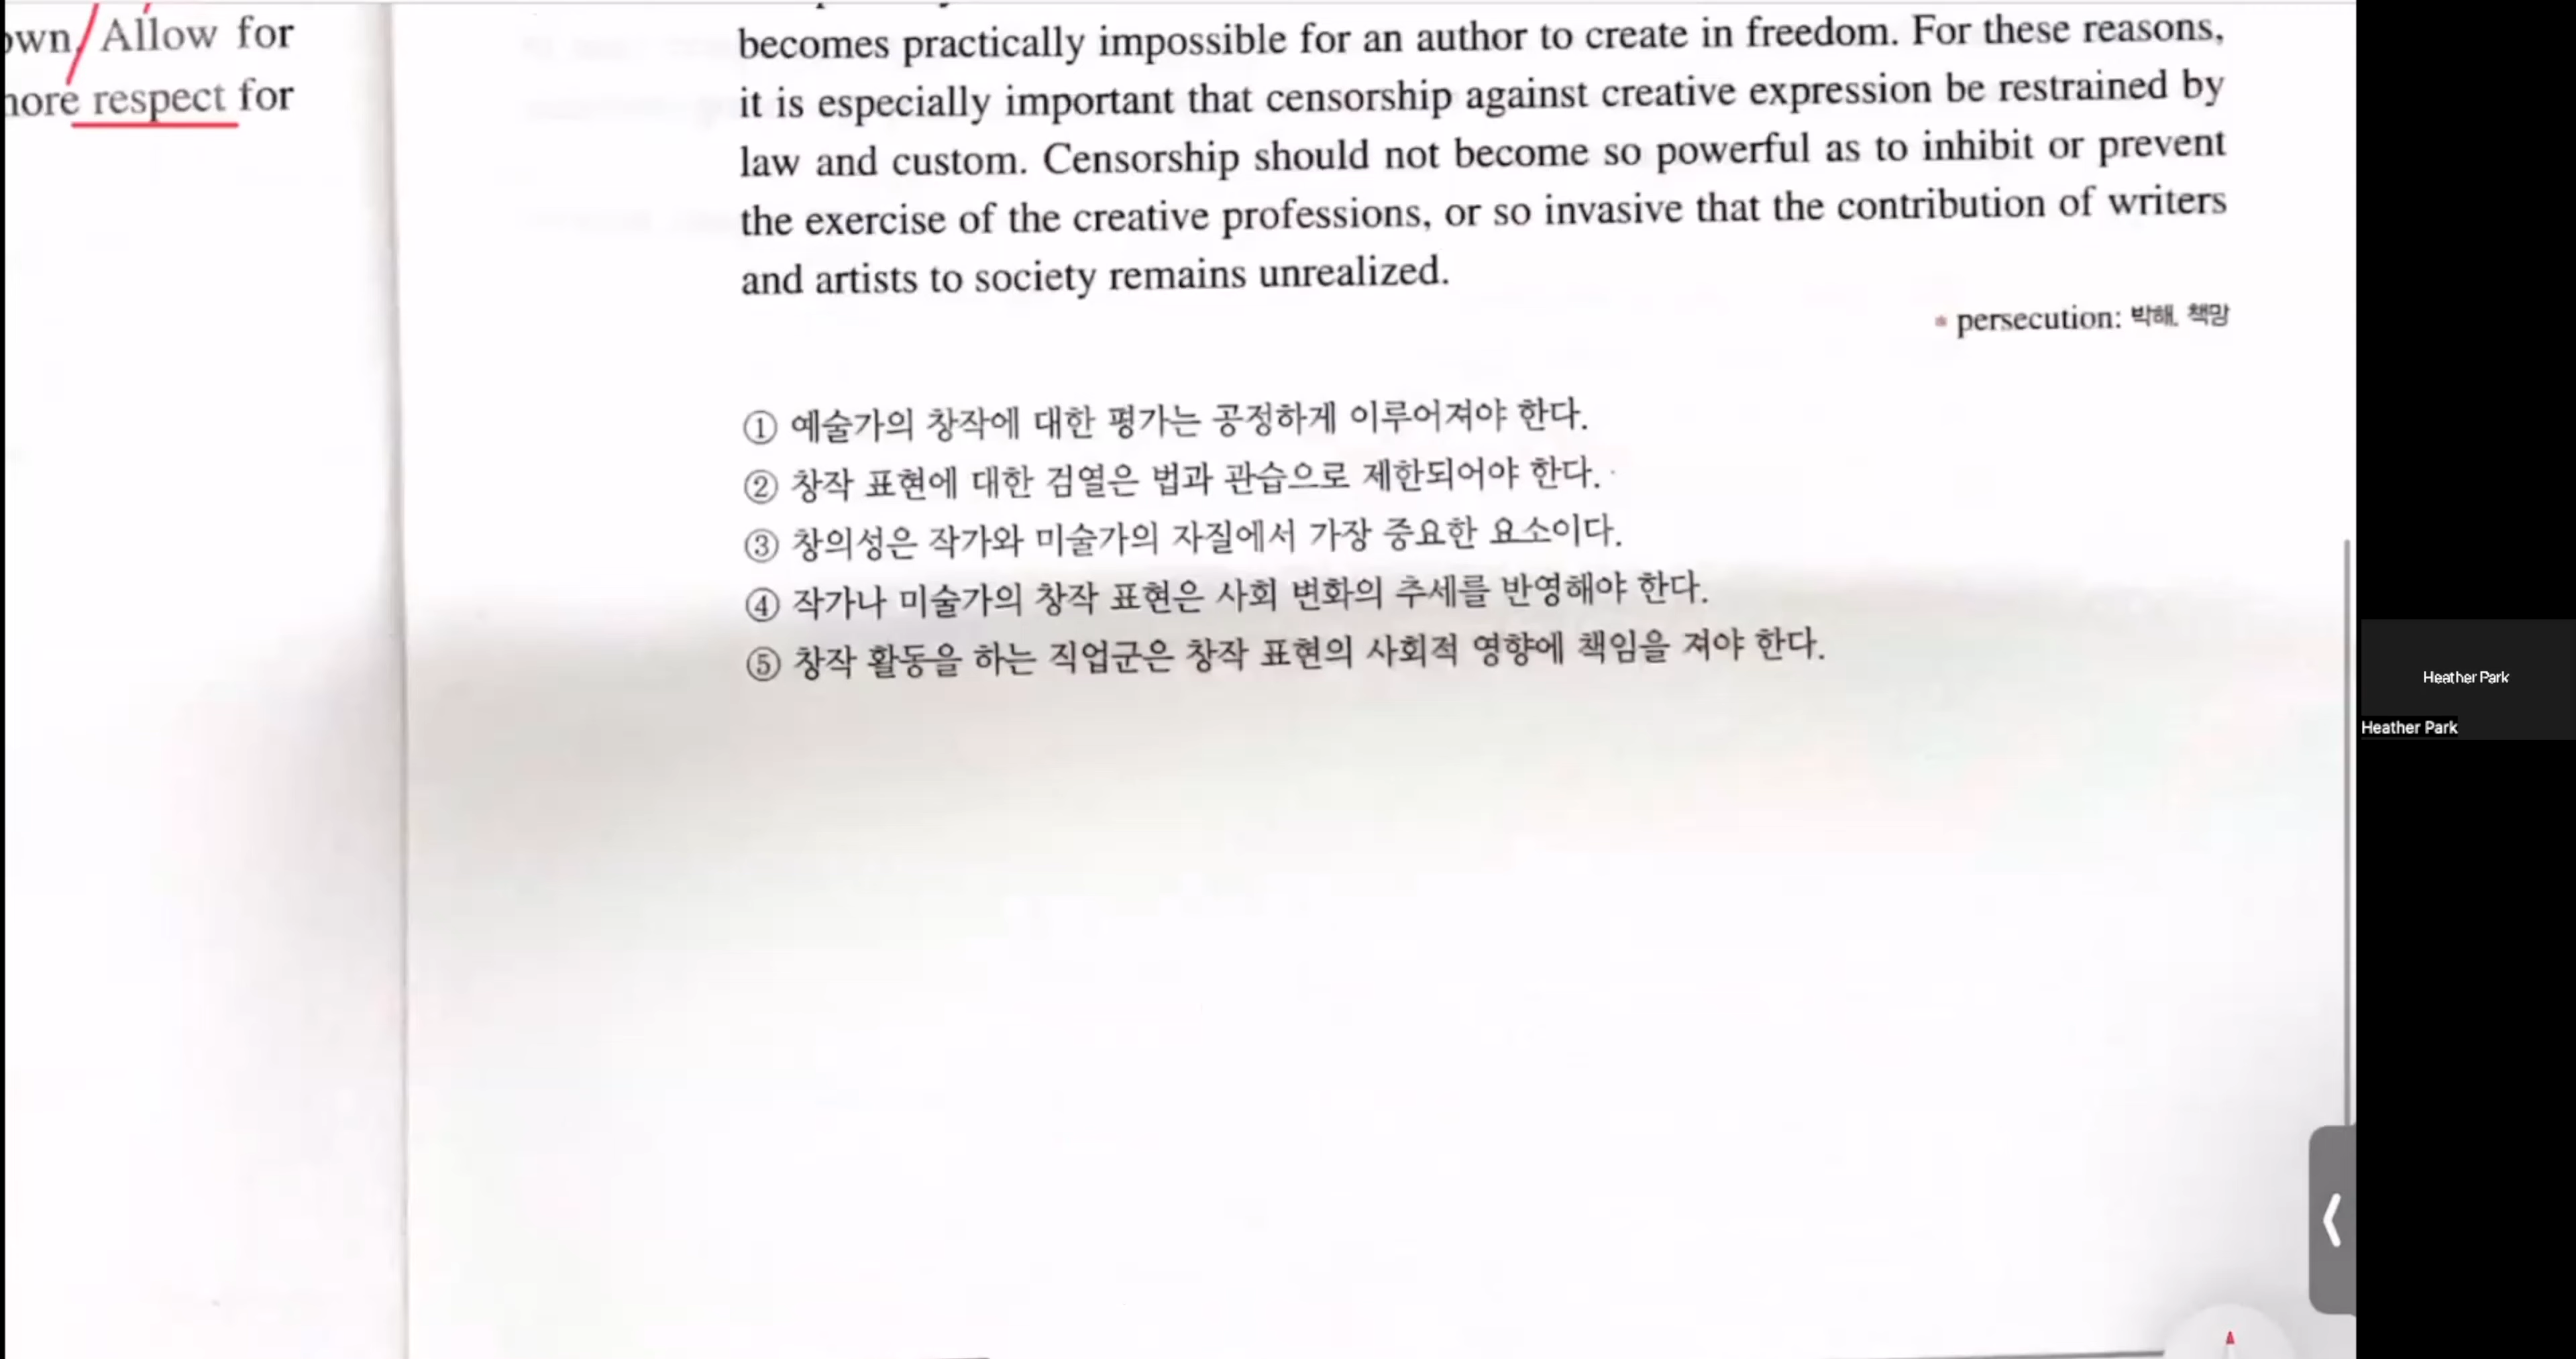 Allow for
respect for
becomes practically impossible for an author to create in freedom. For these reasons,
it is especially important that censorship against creative expression be restrained by
law and custom. Censorship should not become so powerful as to inhibit or prevent
the exercise of the creative professions, or so invasive that the contribution of writers
and artists to society remains unrealized.
* persecution: 박해, 책망
① 예술가의 창작에 대한 평가는 공정하게 이루어져야 한다.
② 창작 표현에 대한 검열은 법과 관습으로 제한되어야 한다.
③ 창의성은 작가와 미술가의 자질에서 가장 중요한 요소이다.
④ 작가나 미술가의 창작 표현은 사회 변화의 추세를 반영해야 한다.
⑤ 창작 활동을 하는 직업군은 창작 표현의 사회적 영향에 책임을 져야 한다.
Heather Park
Heather Park